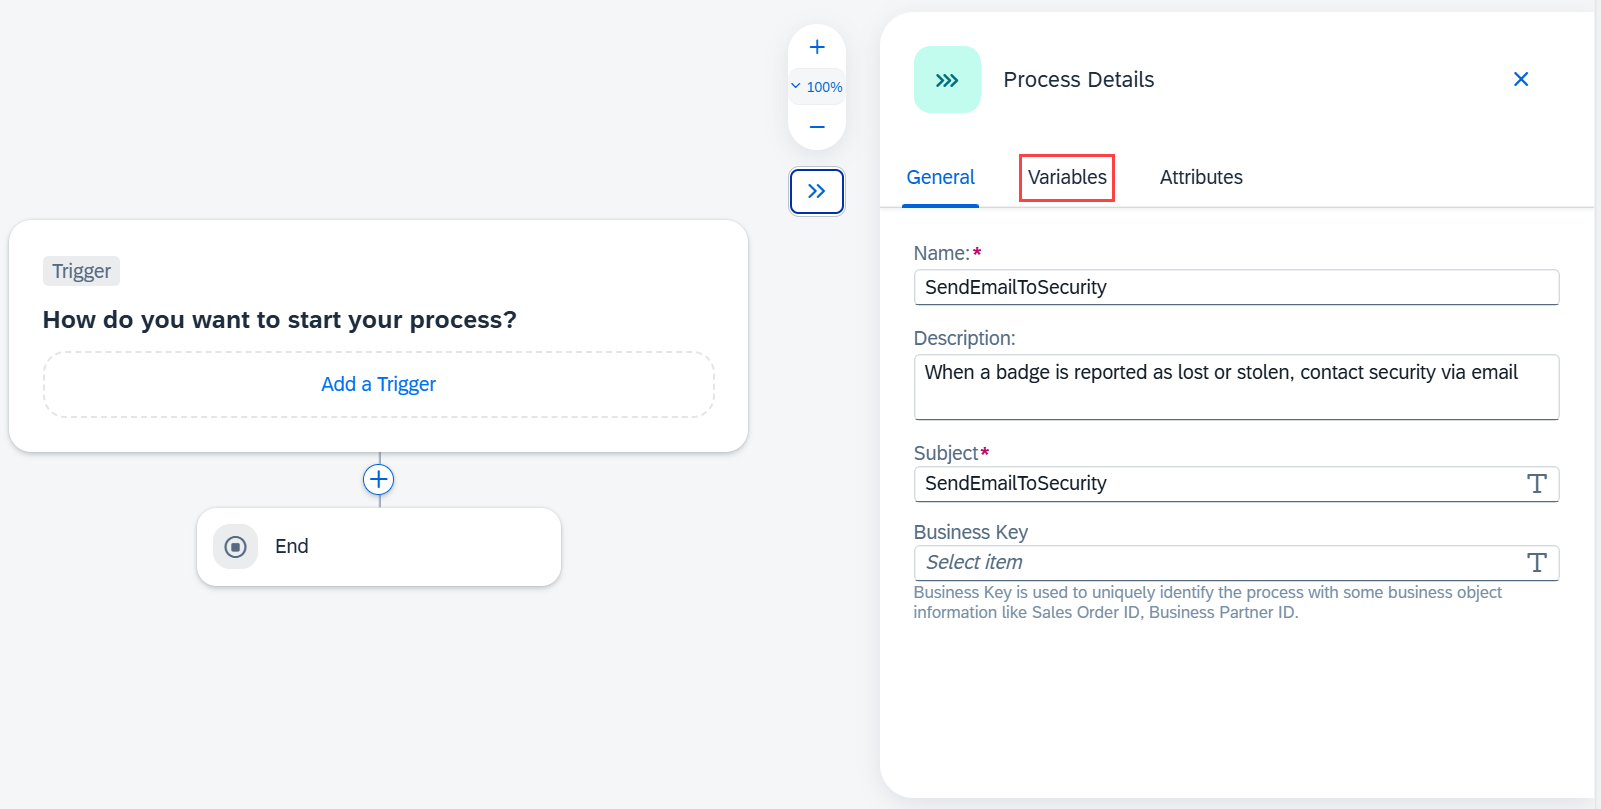 100%
Trigger
How do you want to start your process?
Add a Trigger
End
Process Details
General
Variables
Attributes
Name:*
SendEmailToSecurity
Description:
When a badge is reported as lost or stolen, contact security via email
Subject*
SendEmailToSecurity
Business Key
Select item
Business Key is used to uniquely identify the process with some business object
information like Sales Order ID, Business Partner ID.